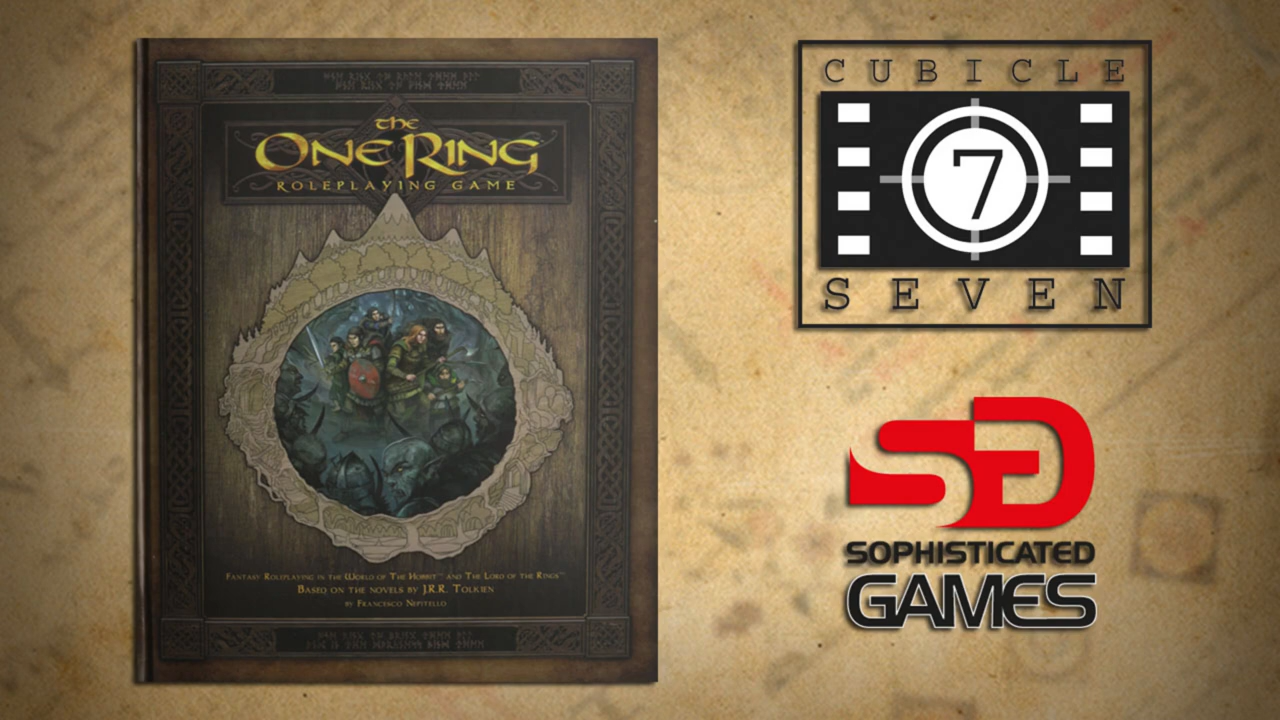 the
ONE RING
ROLEPLAYING GAME
FANTASY ROLEPLAYING IN THE WORLD OF THE HOBBIT™ AND THE LORD OF THE RINGS™
BASED ON THE NOVELS BY J.R.R. TOLKIEN
BY FRANCESCO NEPITELLO
CUBICLE
7
SEVEN
SG
SOPHISTICATED
GAMES